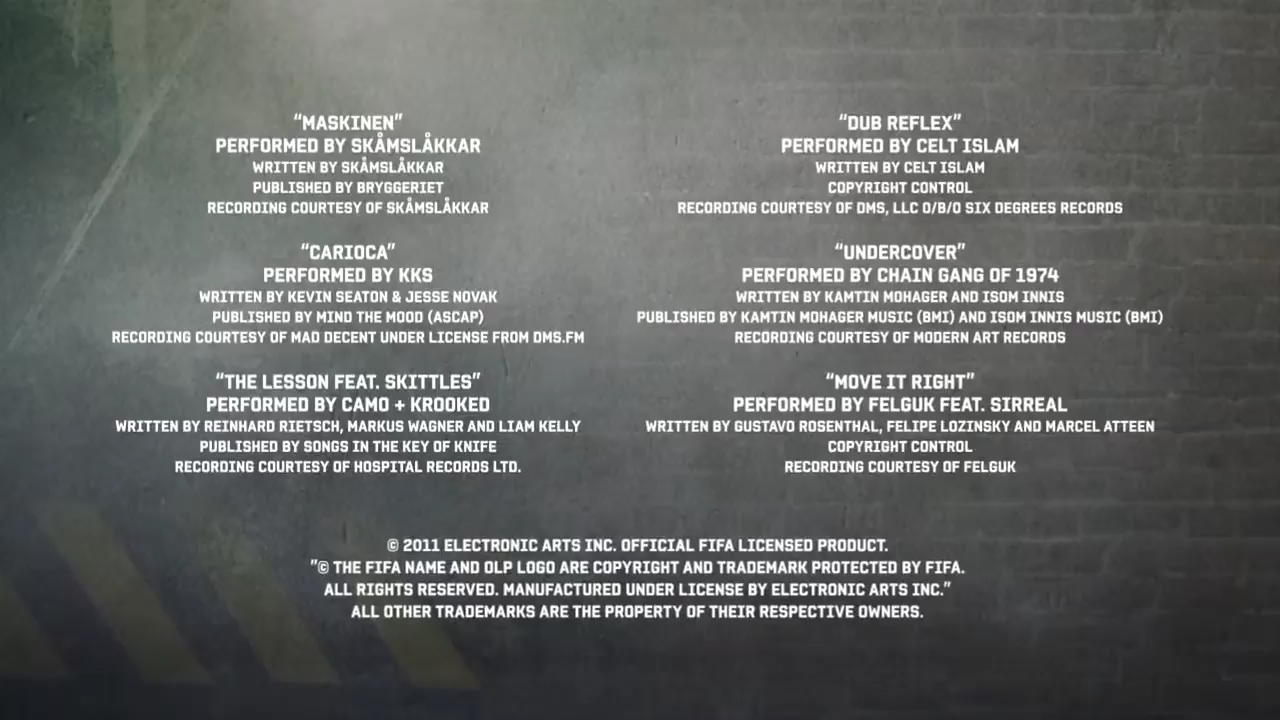 “MASKINEN”
PERFORMED BY SKÅMSLÅKKAR
WRITTEN BY SKÅMSLÅKKAR
PUBLISHED BY BRYGGERIET
RECORDING COURTESY OF SKÅMSLÅKKAR
“CARIOCA”
PERFORMED BY KKS
WRITTEN BY KEVIN SEATON & JESSE NOVAK
PUBLISHED BY MIND THE MOOD (ASCAP)
RECORDING COURTESY OF MAD DECENT UNDER LICENSE FROM DMS.FM
“THE LESSON FEAT. SKITTLES”
PERFORMED BY CAMO + KROOKED
WRITTEN BY REINHARD RIETSCH, MARKUS WAGNER AND LIAM KELLY
PUBLISHED BY SONGS IN THE KEY OF KNIFE
RECORDING COURTESY OF HOSPITAL RECORDS LTD.
“DUB REFLEX”
PERFORMED BY CELT ISLAM
WRITTEN BY CELT ISLAM
COPYRIGHT CONTROL
RECORDING COURTESY OF DMS, LLC O/B/O SIX DEGREES RECORDS
“UNDERCOVER”
PERFORMED BY CHAIN GANG OF 1974
WRITTEN BY KAMTIN MOHAGER AND ISOM INNIS
PUBLISHED BY KAMTIN MOHAGER MUSIC (BMI) AND ISOM INNIS MUSIC (BMI)
RECORDING COURTESY OF MODERN ART RECORDS
“MOVE IT RIGHT”
PERFORMED BY FELGUK FEAT. SIRREAL
WRITTEN BY GUSTAVO ROSENTHAL, FELIPE LOZINSKY AND MARCEL ATTEEN
COPYRIGHT CONTROL
RECORDING COURTESY OF FELGUK
© 2011 ELECTRONIC ARTS INC. OFFICIAL FIFA LICENSED PRODUCT.
"© THE FIFA NAME AND OLP LOGO ARE COPYRIGHT AND TRADEMARK PROTECTED BY FIFA.
ALL RIGHTS RESERVED. MANUFACTURED UNDER LICENSE BY ELECTRONIC ARTS INC."
ALL OTHER TRADEMARKS ARE THE PROPERTY OF THEIR RESPECTIVE OWNERS.